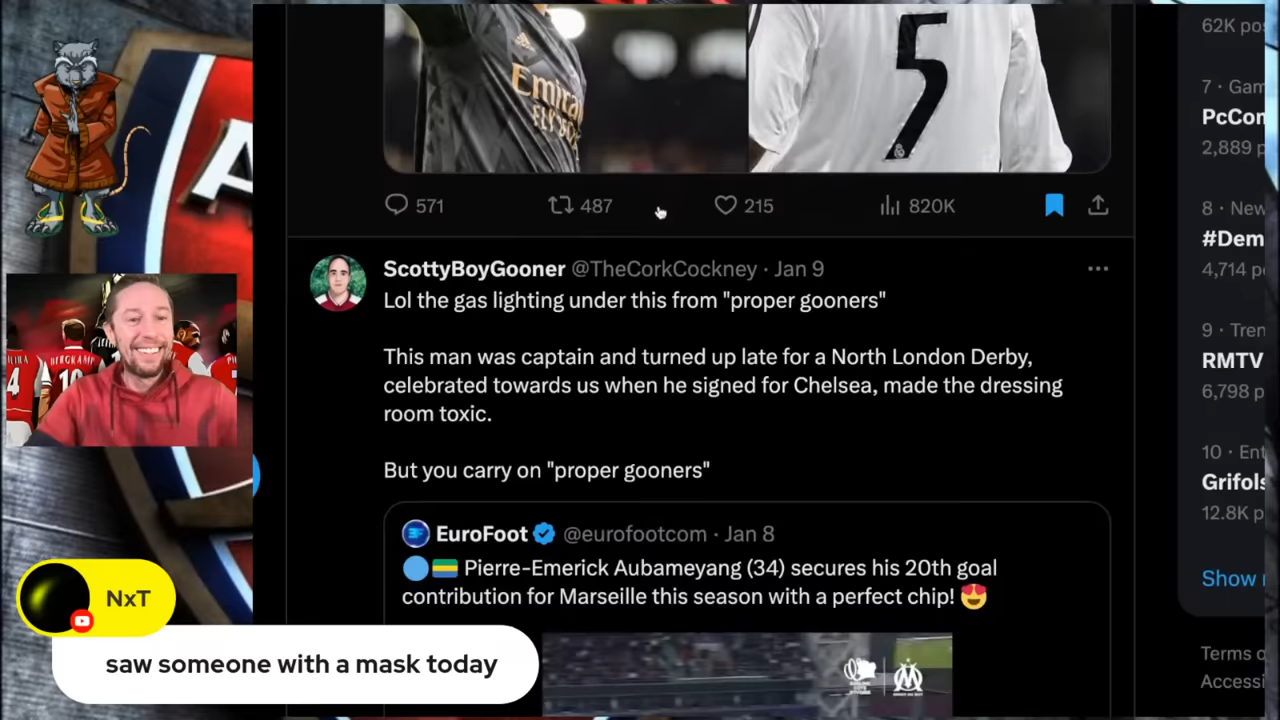 Emirates
FLY BE
5
571
487
215
820K
ScottyBoyGooner @TheCorkCockney · Jan 9
Lol the gas lighting under this from "proper gooners"
This man was captain and turned up late for a North London Derby,
celebrated towards us when he signed for Chelsea, made the dressing
room toxic.
But you carry on "proper gooners"
EuroFoot @eurofootcom · Jan 8
Pierre-Emerick Aubameyang (34) secures his 20th goal
contribution for Marseille this season with a perfect chip!
62K pos
7 · Gam
PcCon
2,889 p
8 · New
#Dem
4,714 p
9 · Tren
RMTV
6,798 p
10 · Ent
Grifols
12.8K p
Show
Terms o
Accessi
A
4
BERGKAMP
10
NxT
saw someone with a mask today